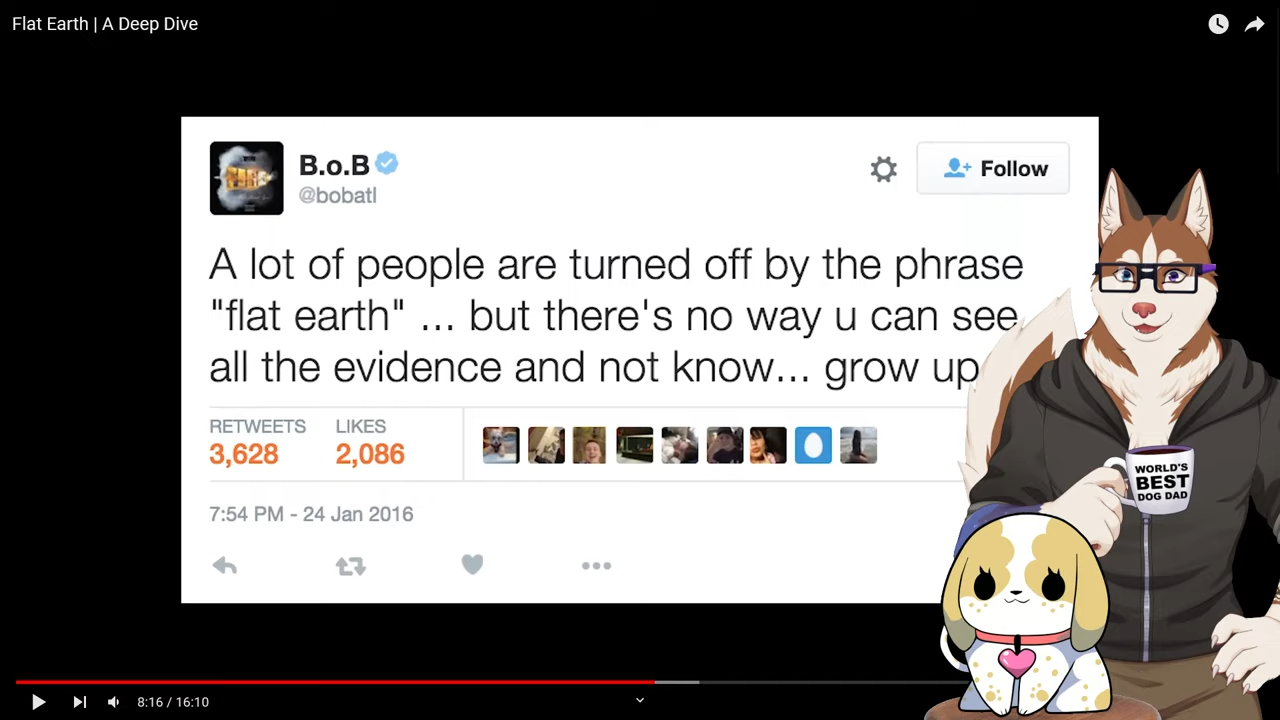 Flat Earth | A Deep Dive
B.o.B
@bobatl
Follow
A lot of people are turned off by the phrase
"flat earth" ... but there's no way u can see
all the evidence and not know... grow up
RETWEETS
LIKES
3,628
2,086
7:54 PM - 24 Jan 2016
WORLD'S
BEST
DOG DAD
8:16 / 16:10